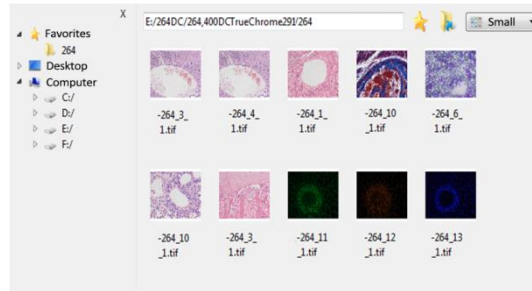 X
Favorites
264
Desktop
Computer
C:/
D:/
E:/
F:/
E:/264DC/264,400DCTrueChrome291/264
Small
-264_3_
1.tif
-264_4_
1.tif
-264_1_
1.tif
-264_10
_1.tif
-264_6_
1.tif
-264_10
_1.tif
-264_3_
1.tif
-264_11
_1.tif
-264_12
_1.tif
-264_13
_1.tif